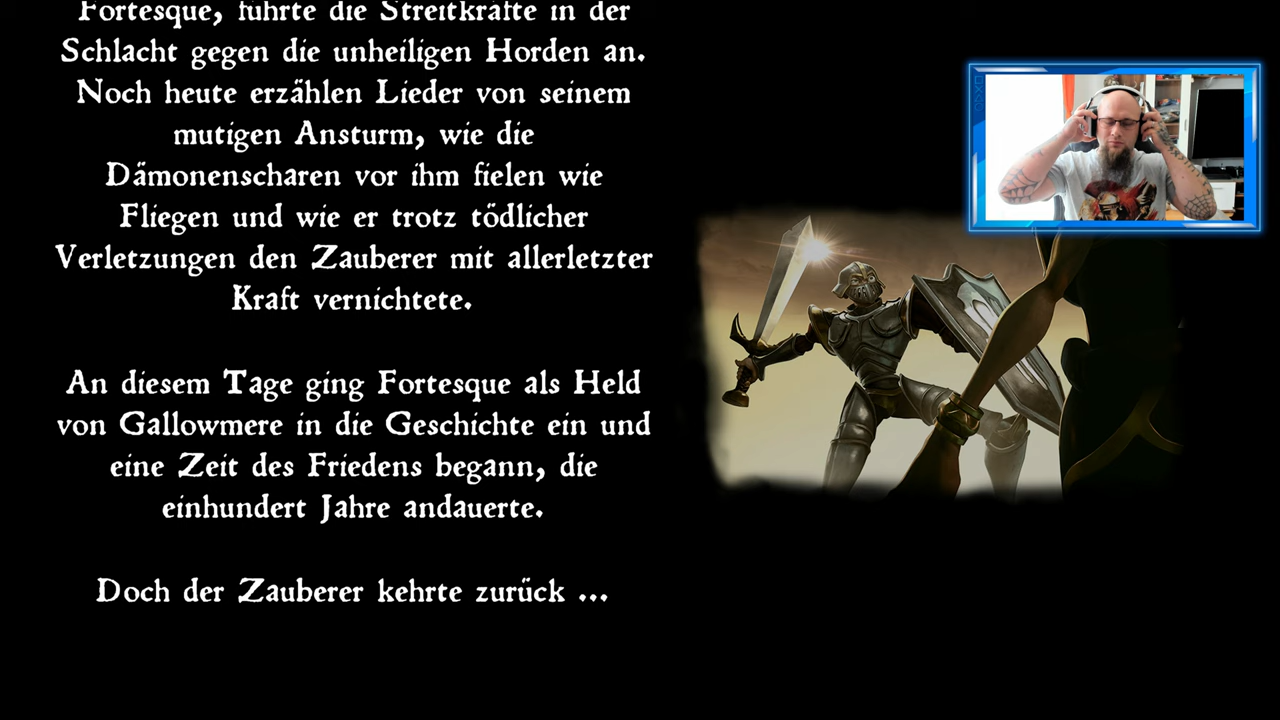 Fortesque, führte die Streitkräfte in der
Schlacht gegen die unheiligen Horden an.
Noch heute erzählen Lieder von seinem
mutigen Ansturm, wie die
Dämonenscharen vor ihm fielen wie
Fliegen und wie er trotz tödlicher
Verletzungen den Zauberer mit allerletzter
Kraft vernichtete.
An diesem Tage ging Fortesque als Held
von Gallowmere in die Geschichte ein und
eine Zeit des Friedens begann, die
einhundert Jahre andauerte.
Doch der Zauberer kehrte zurück ...